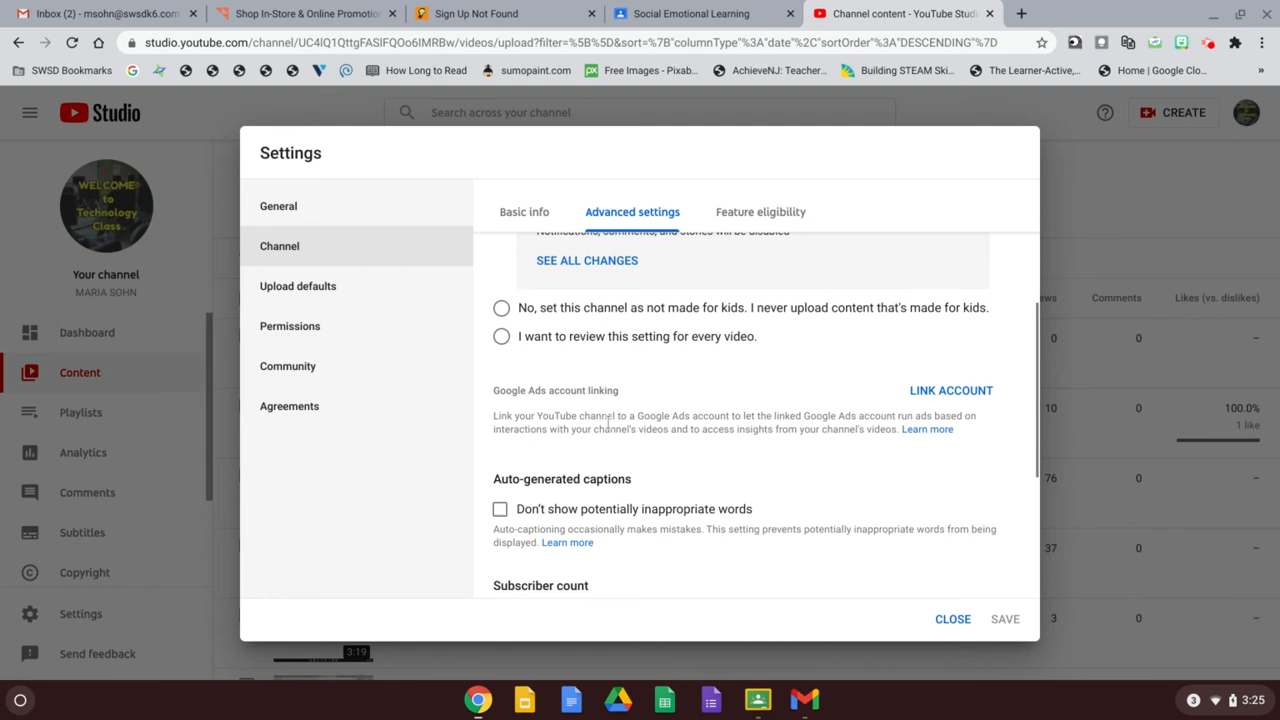 Inbox (2) - msohn@swsdk6.com
Shop In-Store & Online Promotion
Sign Up Not Found
Social Emotional Learning
Channel content - YouTube Studi
studio.youtube.com/channel/UC4lQ1QttgFASlFQOo6IMRBw/videos/upload?filter=%5B%5D&sort=%7B"columnType"%3A"date"%2C"sortOrder"%3A"DESCENDING"%7D
SWSD Bookmarks
How Long to Read
sumopaint.com
Free Images - Pixab...
AchieveNJ: Teacher...
Building STEAM Ski...
The Learner-Active,...
Home | Google Clo...
»
Studio
Search across your channel
CREATE
WELCOME
to
Technology
Class.
Your channel
MARIA SOHN
Dashboard
Content
Playlists
Analytics
Comments
Subtitles
Copyright
Settings
Send feedback
Settings
General
Channel
Upload defaults
Permissions
Community
Agreements
Basic info
Advanced settings
Feature eligibility
Notifications, comments, and stories will be disabled
SEE ALL CHANGES
No, set this channel as not made for kids. I never upload content that's made for kids.
I want to review this setting for every video.
Google Ads account linking
LINK ACCOUNT
Link your YouTube channel to a Google Ads account to let the linked Google Ads account run ads based on
interactions with your channel's videos and to access insights from your channel's videos. Learn more
Auto-generated captions
Don't show potentially inappropriate words
Auto-captioning occasionally makes mistakes. This setting prevents potentially inappropriate words from being
displayed. Learn more
Subscriber count
CLOSE
SAVE
Comments
Likes (vs. dislikes)
0
0
–
10
0
100.0%
1 like
76
0
–
37
0
–
3
0
–
3:19
3
3:25